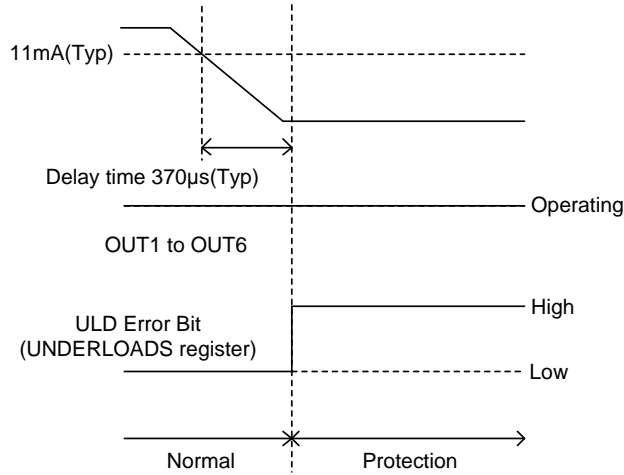 11mA(Typ)
Delay time 370µs(Typ)
Operating
OUT1 to OUT6
High
ULD Error Bit
(UNDERLOADS register)
Low
Normal
Protection